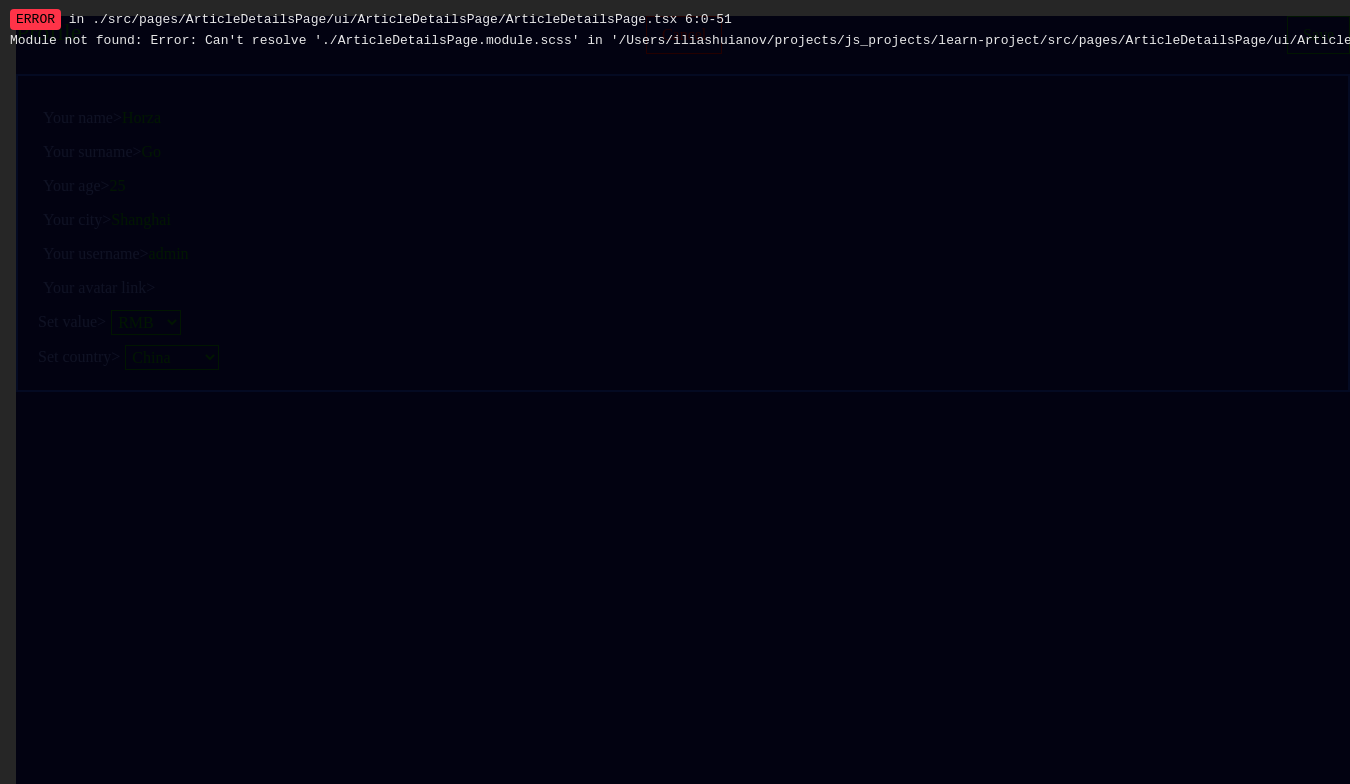 ERROR in ./src/pages/ArticleDetailsPage/ui/ArticleDetailsPage/ArticleDetailsPage.tsx 6:0-51
Module not found: Error: Can't resolve './ArticleDetailsPage.module.scss' in '/Users/iliashuianov/projects/js_projects/learn-project/src/pages/ArticleDetailsPage/ui/Article
Your name>Horza
Your surname>Go
Your age>25
Your city>Shanghai
Your username>admin
Your avatar link>
Set value> RMB
Set country> China